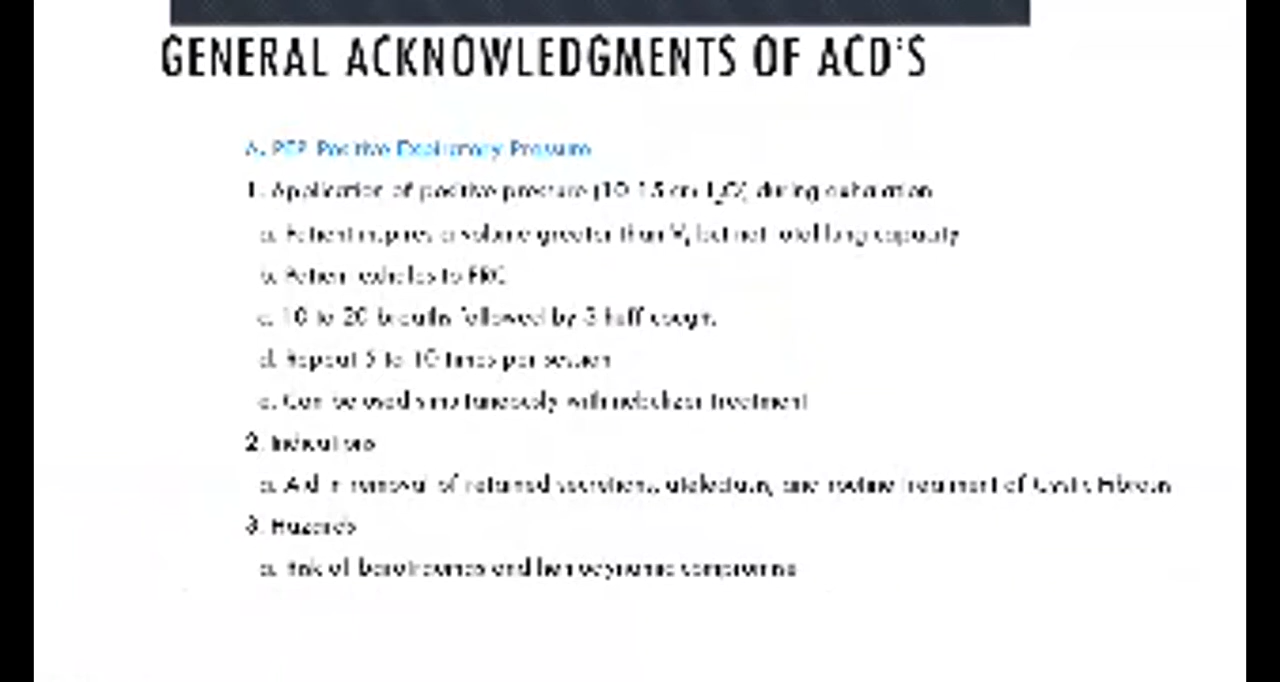 GENERAL ACKNOWLEDGMENTS OF ACD'S
A. PEP Positive Expiratory Pressure
1. Application of positive pressure (10-15 cm H₂O) during exhalation
a. Patient inspires a volume greater than Vₜ but not total lung capacity
b. Patient exhales to FRC
c. 10 to 20 breaths followed by 3 huff coughs
d. Repeat 5 to 10 times per session
e. Can be used simultaneously with nebulizer treatment
2. Indications
a. Aid in removal of retained secretions, atelectasis, and routine treatment of Cystic Fibrosis
3. Hazards
a. Risk of barotraumas and hemodynamic compromise